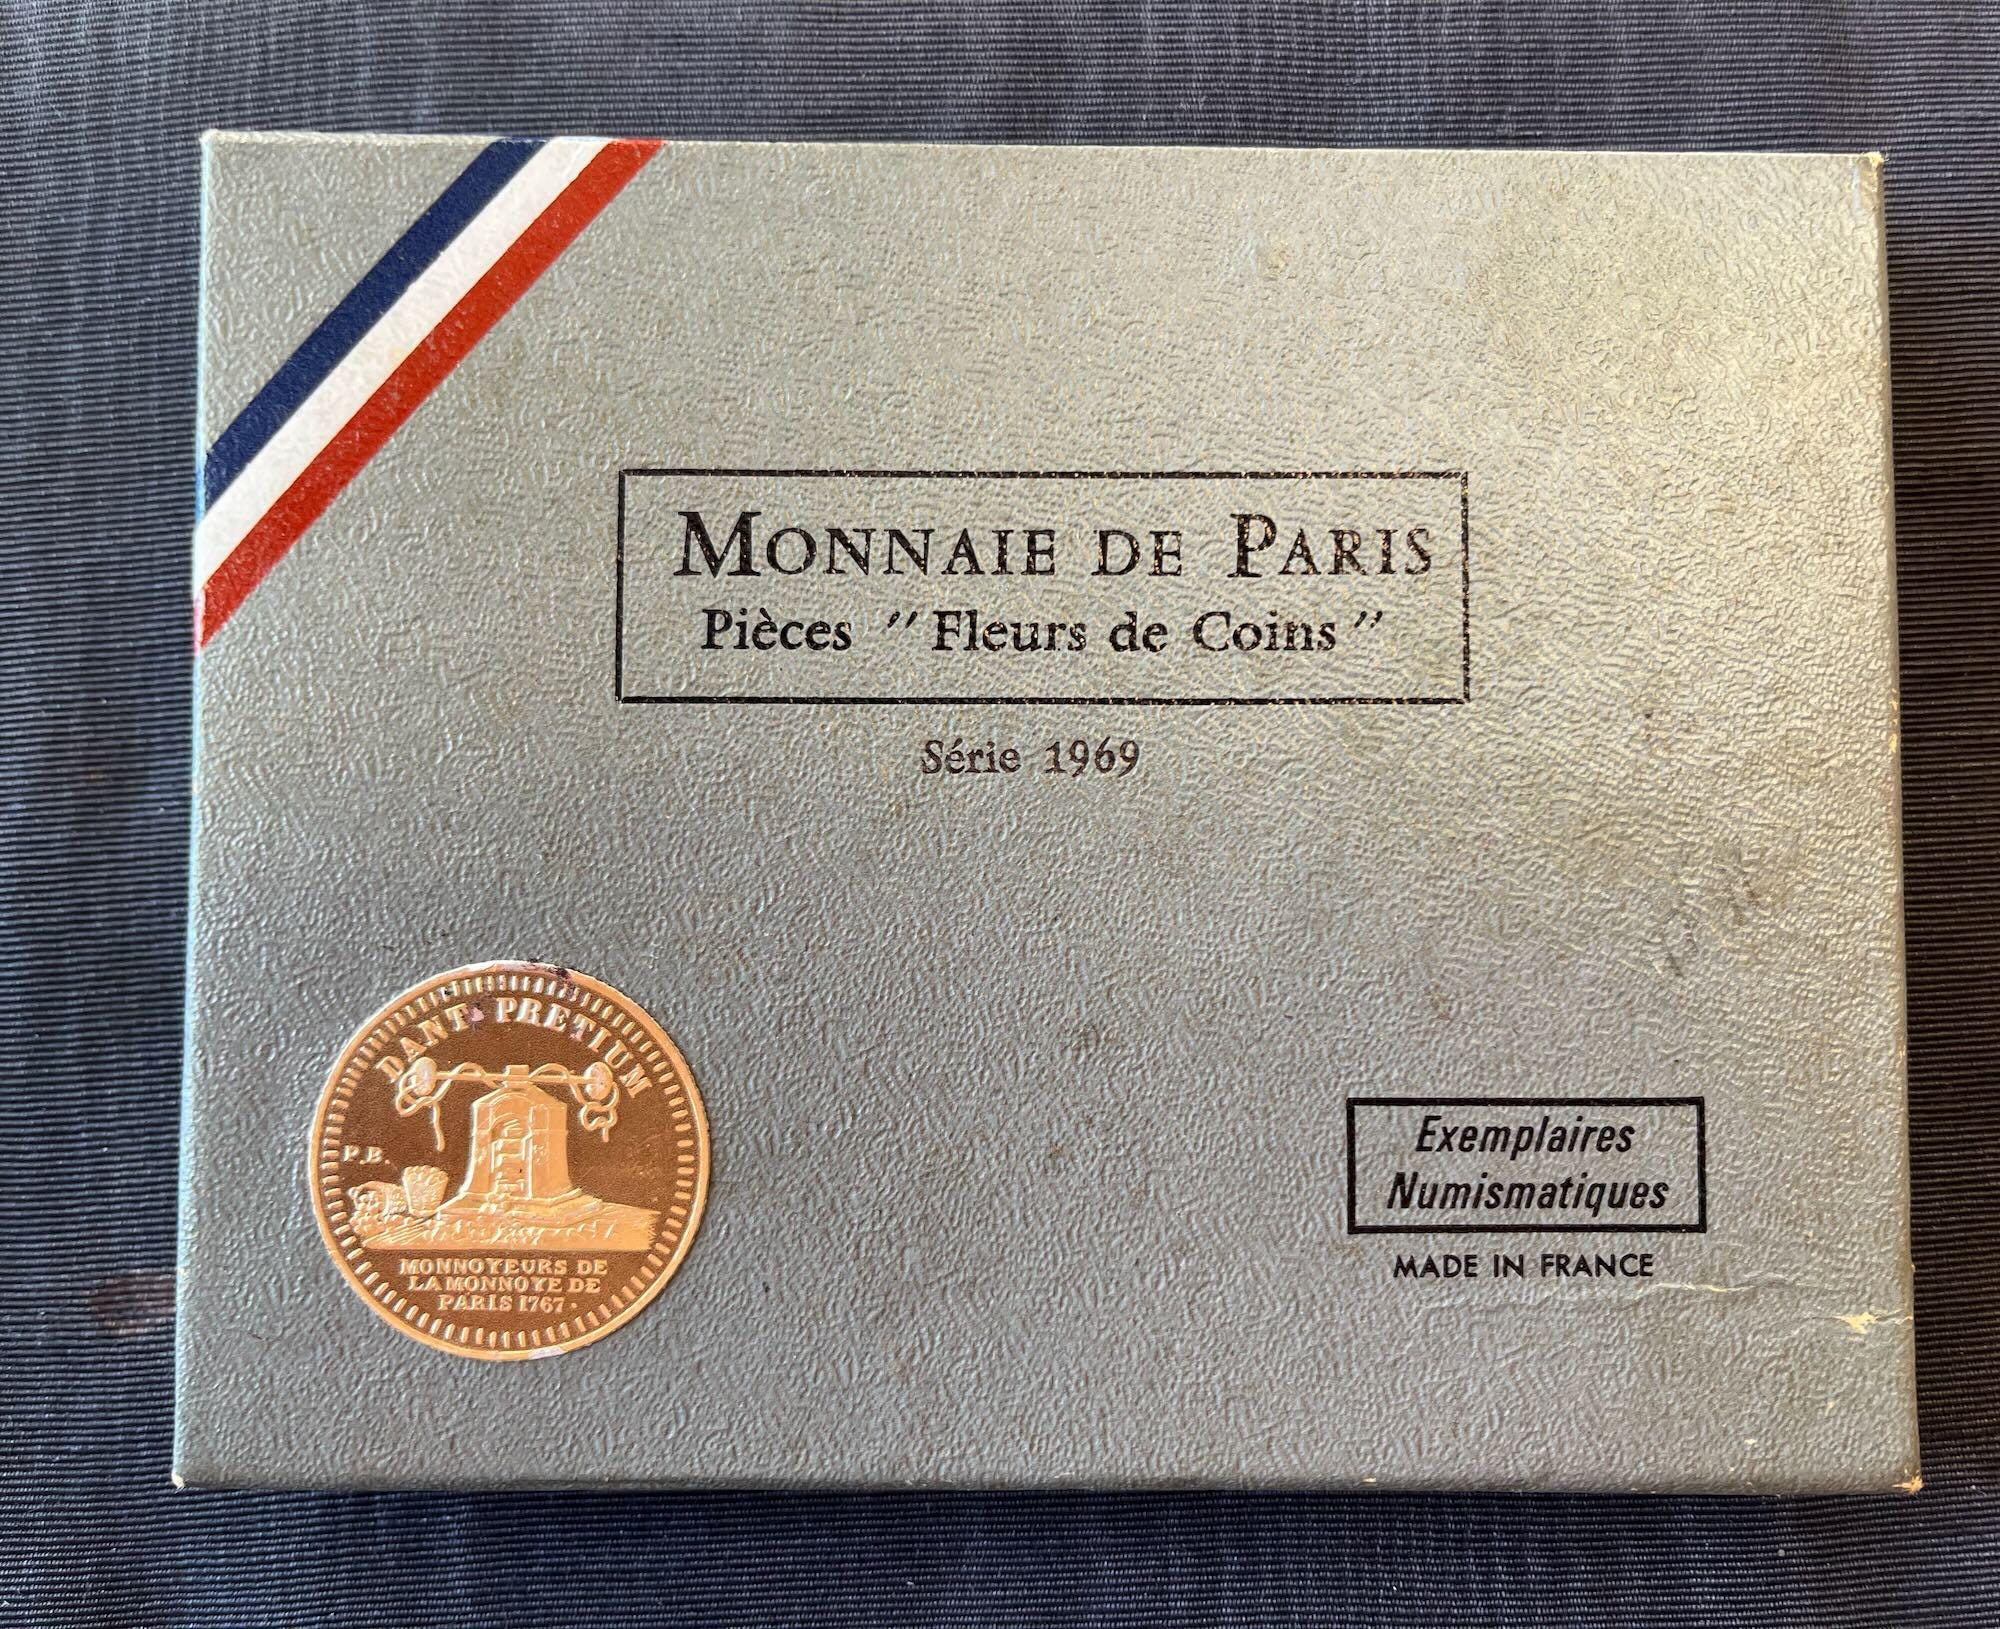 MONNAIE DE PARIS
Pièces "Fleurs de Coins"
Série 1969
DANT PRETIUM
P.B.
MONNOYEURS DE
LA MONNOYE DE
PARIS 1767.
Exemplaires
Numismatiques
MADE IN FRANCE